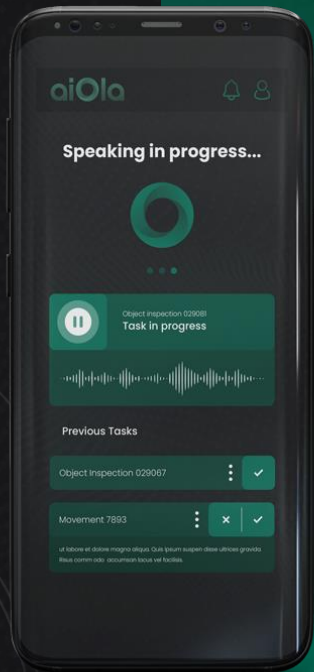 aiOla
Speaking in progress...
Object inspection 029081
Task in progress
Previous Tasks
Object Inspection 029067
Movement 7893
ut labore et dolore magna aliqua. Quis ipsum suspen disse ultrices gravida.
Risus comm odo accumsan lacus vel facilisis.